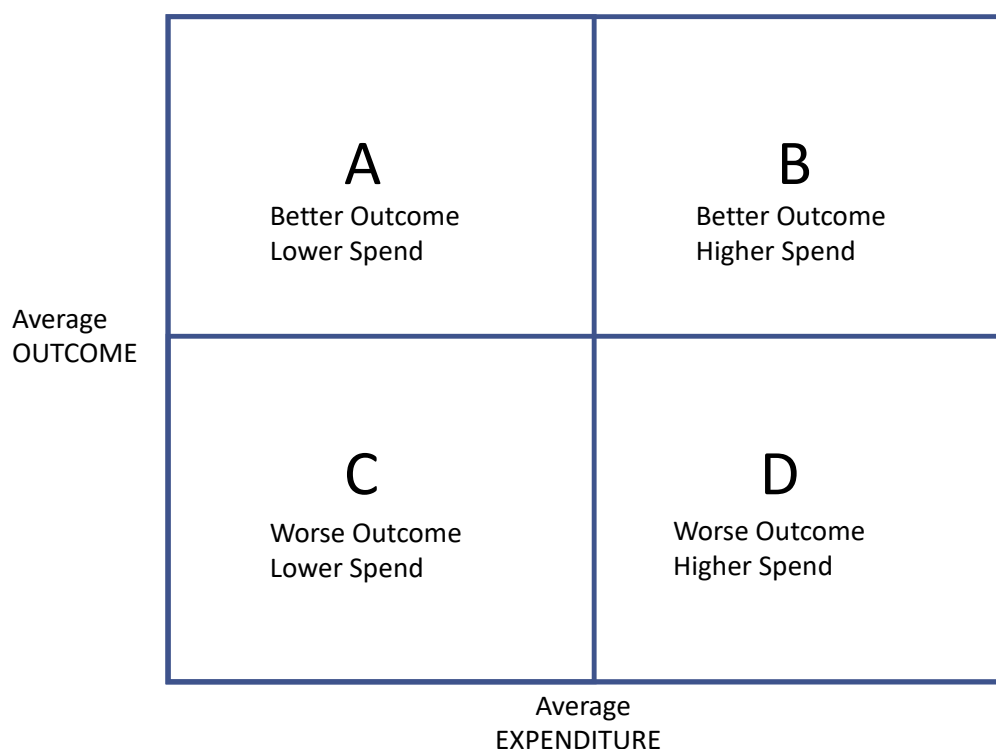 A
Better Outcome
Lower Spend
B
Better Outcome
Higher Spend
Average
OUTCOME
C
Worse Outcome
Lower Spend
D
Worse Outcome
Higher Spend
Average
EXPENDITURE